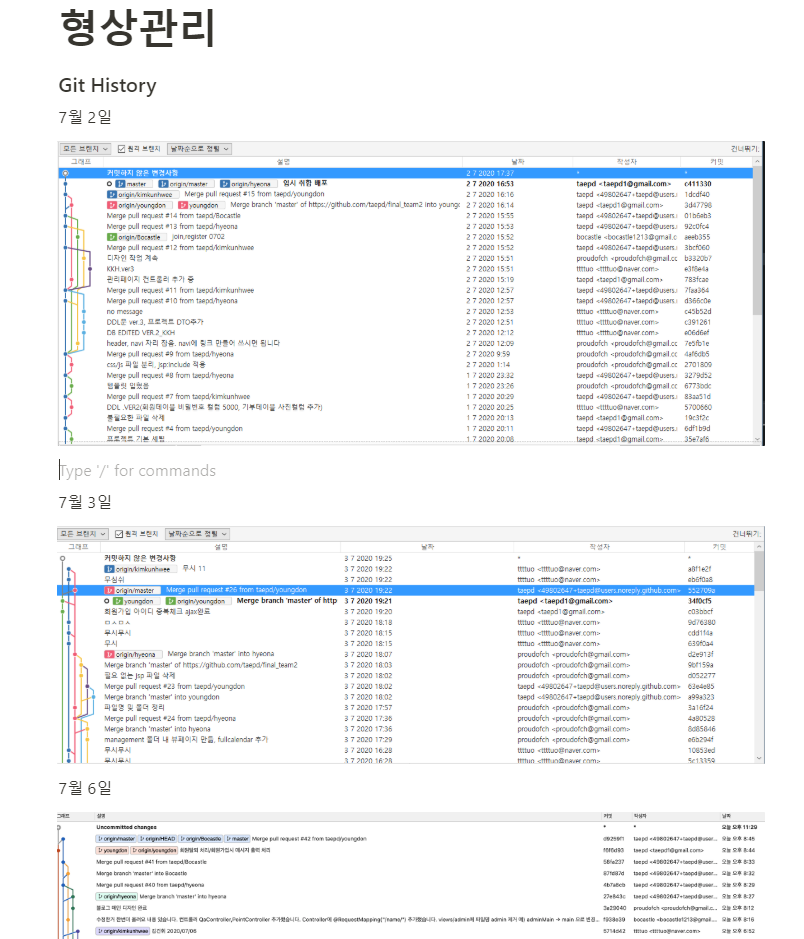 형상관리
Git History
7월 2일
모든 브랜치 원격 브랜치 날짜순으로 정렬 건너뛰기:
그래프 설명 날짜 작성자 커밋
커밋하지 않은 변경사항 2 7 2020 17:37 * *
master origin/master origin/hyeona 임시 취합 배포 2 7 2020 16:53 taepd <taepd1@gmail.com> c411330
origin/kimkunhwee Merge pull request #15 from taepd/youngdon 2 7 2020 16:16 taepd <49802647+taepd@users.r 1dcdf40
origin/youngdon youngdon Merge branch 'master' of https://github.com/taepd/final_team2 into youngd 2 7 2020 16:14 taepd <taepd1@gmail.com> 3d47798
Merge pull request #14 from taepd/Bocastle 2 7 2020 15:55 taepd <49802647+taepd@users.r 01b6eb3
Merge pull request #13 from taepd/hyeona 2 7 2020 15:53 taepd <49802647+taepd@users.r 92c0fc4
origin/Bocastle join,register 0702 2 7 2020 15:52 bocastle <bocastle1213@gmail.c aeeb355
Merge pull request #12 from taepd/kimkunhwee 2 7 2020 15:52 taepd <49802647+taepd@users.r 3bcf060
디자인 작업 계속 2 7 2020 15:51 proudofch <proudofch@gmail.cc b3320b7
KKH.ver3 2 7 2020 15:51 ttttuo <ttttuo@naver.com> e3f8e4a
관리페이지 컨트롤러 추가 중 2 7 2020 15:19 taepd <taepd1@gmail.com> 783fcae
Merge pull request #11 from taepd/kimkunhwee 2 7 2020 12:57 taepd <49802647+taepd@users.r 7faa364
Merge pull request #10 from taepd/hyeona 2 7 2020 12:57 taepd <49802647+taepd@users.r d366c0e
no message 2 7 2020 12:53 ttttuo <ttttuo@naver.com> c45b52d
DDL문 ver.3, 프로젝트 DTO추가 2 7 2020 12:51 ttttuo <ttttuo@naver.com> c391261
DB EDITED VER.2_KKH 2 7 2020 12:12 ttttuo <ttttuo@naver.com> e06d6ef
header, navi 자리 잡음. navi에 링크 만들어 쓰시면 됩니다 2 7 2020 12:09 proudofch <proudofch@gmail.cc 7e5fb1e
Merge pull request #9 from taepd/hyeona 2 7 2020 9:59 proudofch <proudofch@gmail.cc 4af6db5
css/js 파일 분리, jsp:include 적용 2 7 2020 1:14 proudofch <proudofch@gmail.cc 2701809
Merge pull request #8 from taepd/hyeona 1 7 2020 23:32 taepd <49802647+taepd@users.r 3279d52
템플릿 입혔음 1 7 2020 23:26 proudofch <proudofch@gmail.cc 6773bdc
Merge pull request #7 from taepd/kimkunhwee 1 7 2020 20:29 taepd <49802647+taepd@users.r 83aa51d
DDL .VER2(회원테이블 비밀번호 컬럼 5000, 기부테이블 사진컬럼 추가) 1 7 2020 20:25 ttttuo <ttttuo@naver.com> 5700660
불필요한 파일 삭제 1 7 2020 20:13 taepd <taepd1@gmail.com> 19c3f2c
Merge pull request #4 from taepd/youngdon 1 7 2020 20:11 taepd <49802647+taepd@users.r 6df1b9d
프로젝트 기본 세팅 1 7 2020 20:08 taepd <taepd1@gmail.com> 35e7af6
Type '/' for commands
7월 3일
모든 브랜치 원격 브랜치 날짜순으로 정렬 건너뛰기:
그래프 설명 날짜 작성자 커밋
커밋하지 않은 변경사항 3 7 2020 19:25 * *
origin/kimkunhwee 무시 11 3 7 2020 19:22 ttttuo <ttttuo@naver.com> a8f1e2f
무심쉬 3 7 2020 19:22 ttttuo <ttttuo@naver.com> eb6f0a8
origin/master Merge pull request #26 from taepd/youngdon 3 7 2020 19:22 taepd <49802647+taepd@users.noreply.github.com> 552709a
youngdon origin/youngdon Merge branch 'master' of http 3 7 2020 19:21 taepd <taepd1@gmail.com> 34f0cf5
회원가입 아이디 중복체크 ajax완료 3 7 2020 19:20 taepd <taepd1@gmail.com> c03bbcf
ㅁㅅㅁㅅ 3 7 2020 18:18 ttttuo <ttttuo@naver.com> 9d76380
무시무시 3 7 2020 18:15 ttttuo <ttttuo@naver.com> cdd1f4a
무시 3 7 2020 18:15 ttttuo <ttttuo@naver.com> 639f0a4
origin/hyeona Merge branch 'master' into hyeona 3 7 2020 18:07 proudofch <proudofch@gmail.com> d2e913f
Merge branch 'master' of https://github.com/taepd/final_team2 3 7 2020 18:03 proudofch <proudofch@gmail.com> 9bf159a
필요 없는 jsp 파일 삭제 3 7 2020 18:02 proudofch <proudofch@gmail.com> d052277
Merge pull request #23 from taepd/youngdon 3 7 2020 18:02 taepd <49802647+taepd@users.noreply.github.com> 63e4e85
Merge branch 'master' into youngdon 3 7 2020 18:02 taepd <taepd1@gmail.com> a99a323
파일명 및 폴더 정리 3 7 2020 17:57 proudofch <proudofch@gmail.com> 3a16f24
Merge pull request #24 from taepd/hyeona 3 7 2020 17:36 proudofch <proudofch@gmail.com> 4a80528
Merge branch 'master' into hyeona 3 7 2020 17:36 proudofch <proudofch@gmail.com> 8d85846
management 폴더 내 뷰페이지 만듦, fullcalendar 추가 3 7 2020 17:29 proudofch <proudofch@gmail.com> e6b294f
무시무시 3 7 2020 16:28 ttttuo <ttttuo@naver.com> 10853ed
무시무시 3 7 2020 16:28 ttttuo <ttttuo@naver.com> 5c13359
7월 6일
그래프 설명 커밋 작성자 날짜
Uncommitted changes * * 오늘 오후 11:29
origin/master origin/HEAD origin/Bocastle master Merge pull request #42 from taepd/youngdon d9259f1 taepd <49802647+taepd@user... 오늘 오후 8:45
youngdon origin/youngdon 회원탈퇴 처리/회원가입시 메시지 출력 처리 f6f6d93 taepd <taepd1@gmail.com> 오늘 오후 8:44
Merge pull request #41 from taepd/Bocastle 58fa237 taepd <49802647+taepd@user... 오늘 오후 8:33
Merge branch 'master' into Bocastle 97fd87d taepd <49802647+taepd@user... 오늘 오후 8:32
Merge pull request #40 from taepd/hyeona 4b7a6cb taepd <49802647+taepd@user... 오늘 오후 8:29
origin/hyeona Merge branch 'master' into hyeona 27e843c taepd <49802647+taepd@user... 오늘 오후 8:27
블로그 메인 디자인 완료 3a29040 proudofch <proudofch@gmail.c... 오늘 오후 8:12
수정한거 한번더 올려요 내용 없습니다. 컨트롤러 QaController,PointController 추가했습니다. Controller에 @RequestMapping("/name/") 추가했습니다. views/admin에 파일명 admin 제거 예) adminMain -> main 으로 변경... f938e39 bocastle <bocastle1213@gmail.... 오늘 오후 8:16
origin/kimkunhwee 김건휘 2020/07/06 5714d42 ttttuo <ttttuo@naver.com> 오늘 오후 6:52